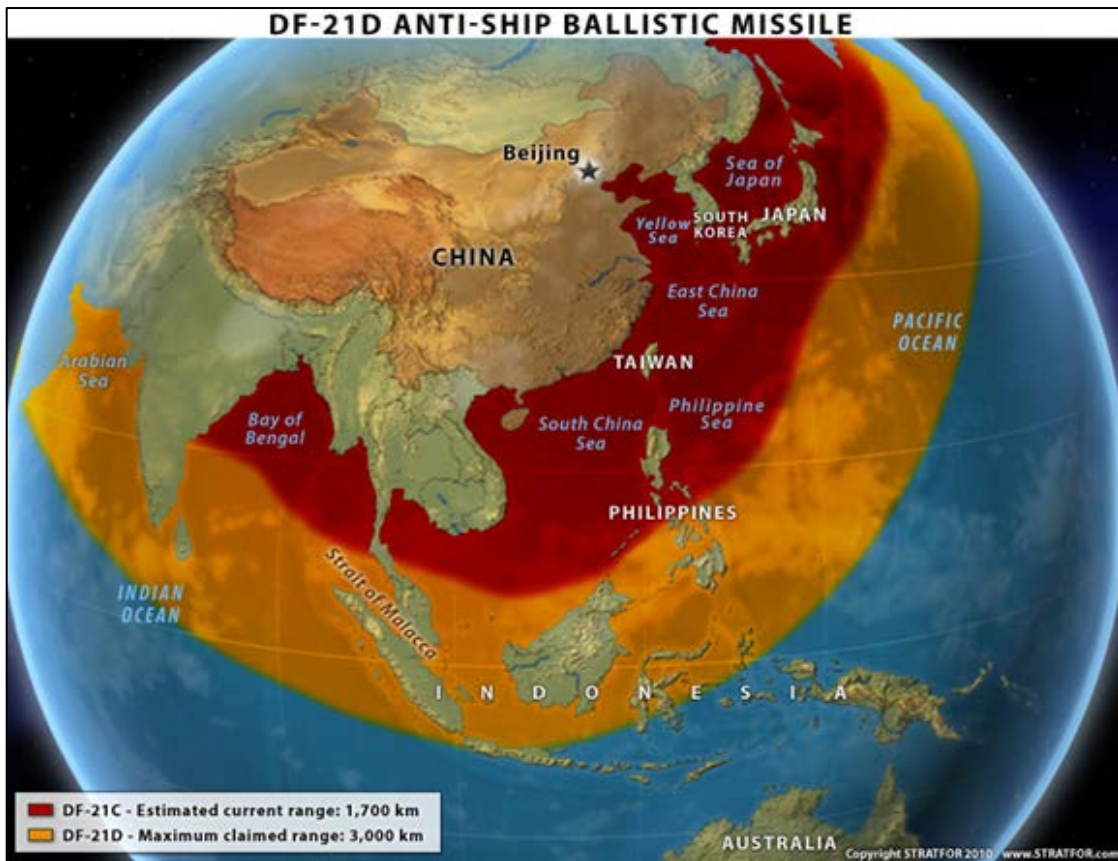 DF-21D ANTI-SHIP BALLISTIC MISSILE
Beijing
Sea of
Japan
Yellow
Sea
SOUTH
KOREA
JAPAN
CHINA
East China
Sea
PACIFIC
OCEAN
Arabian
Sea
TAIWAN
Bay of
Bengal
South China
Sea
Philippine
Sea
PHILIPPINES
Strait of Malacca
INDIAN
OCEAN
INDONESIA
DF-21C - Estimated current range: 1,700 km
DF-21D - Maximum claimed range: 3,000 km
AUSTRALIA
Copyright STRATFOR 2010 www.STRATFOR.com